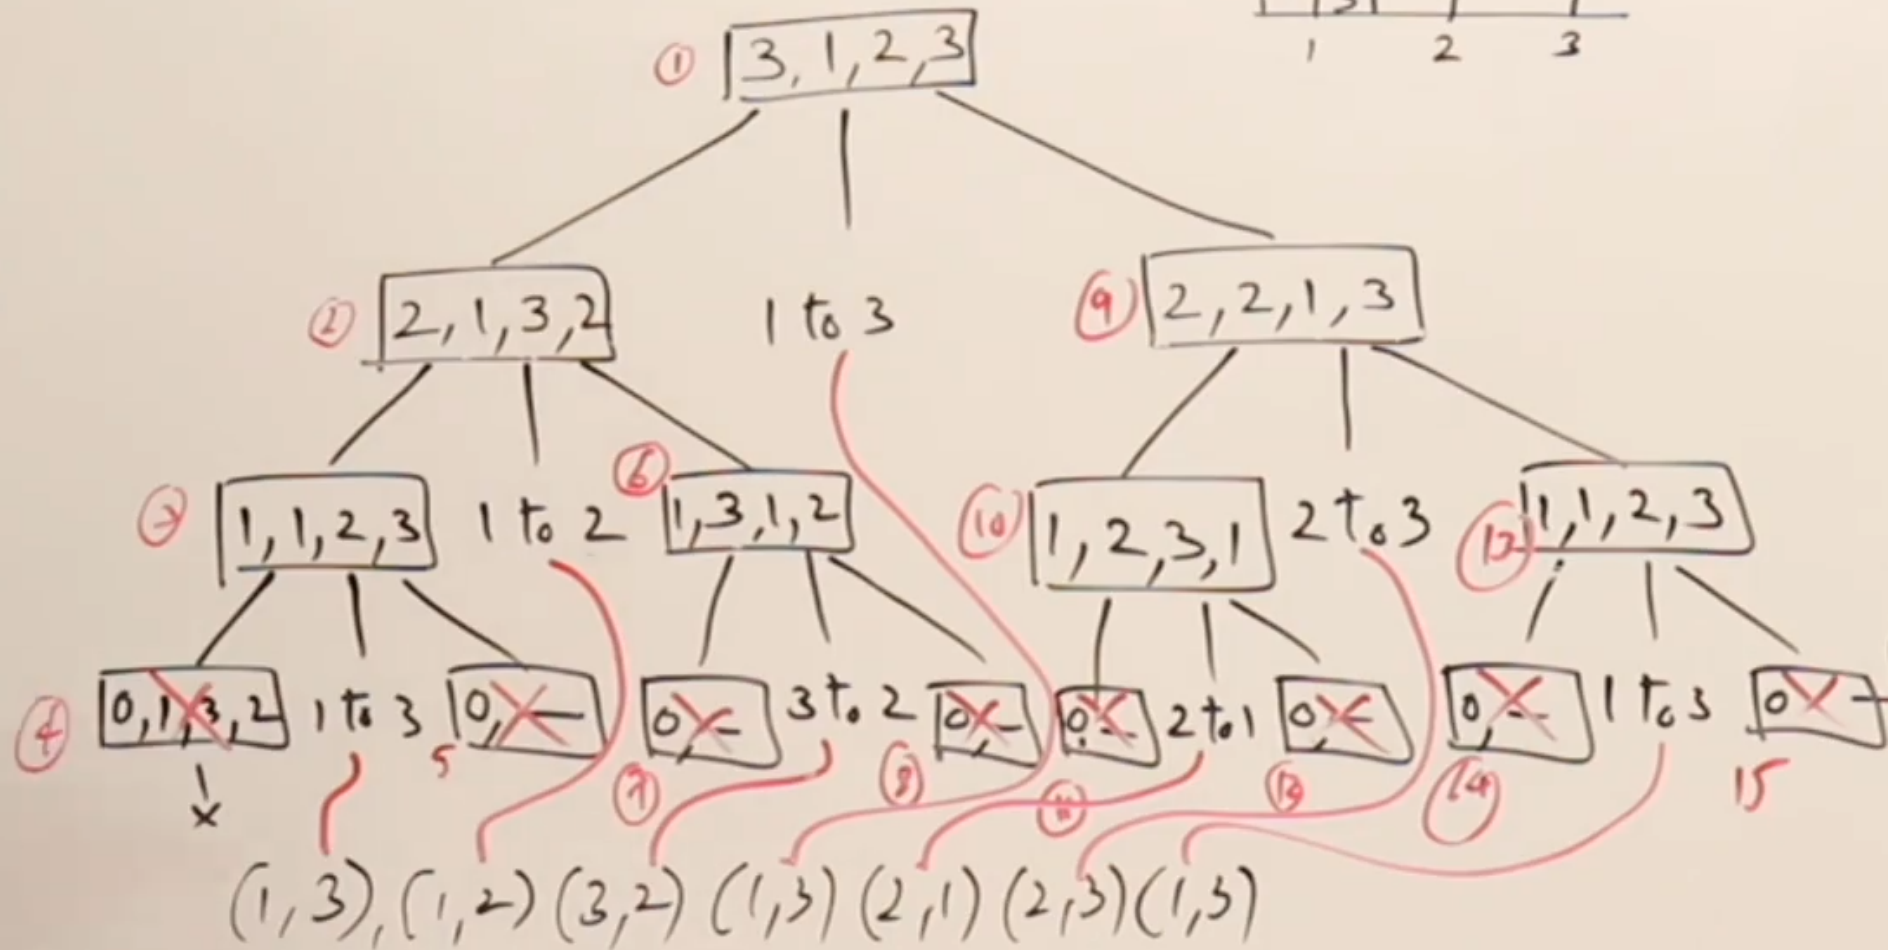 1 2 3
① 3, 1, 2, 3
② 2, 1, 3, 2 1 to 3 ⑨ 2, 2, 1, 3
1, 1, 2, 3 1 to 2 ⑥ 1, 3, 1, 2 ⑩ 1, 2, 3, 1 2 to 3 1, 1, 2, 3
④ 0, 1, 3, 2 1 to 3 5 0, — 0, – 3 to 2 0, – 0, – 2 to 1 0, – 0, -- 1 to 3 0 –
x ⑦ ⑧ ⑪ ⑭ 15
(1, 3), (1, 2) (3, 2) (1, 3) (2, 1) (2, 3) (1, 3)